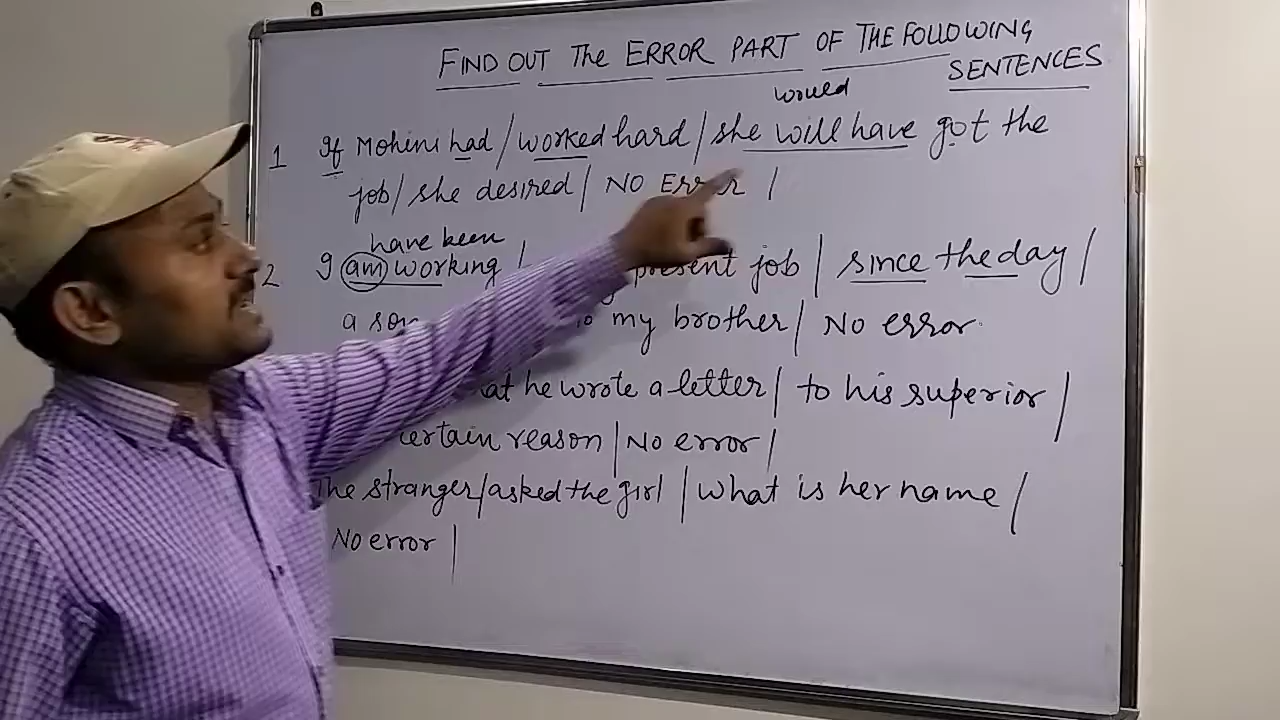 FIND OUT The ERROR PART OF THE FOLLOWING
SENTENCES
would
1 If Mohini had / worked hard / she will have got the
job / she desired / NO Error /
have been
2 I am working / present job / since the day /
a my brother / No error.
he wrote a letter / to his superior /
certain reason / No error /
The stranger / asked the girl / what is her name /
No error /